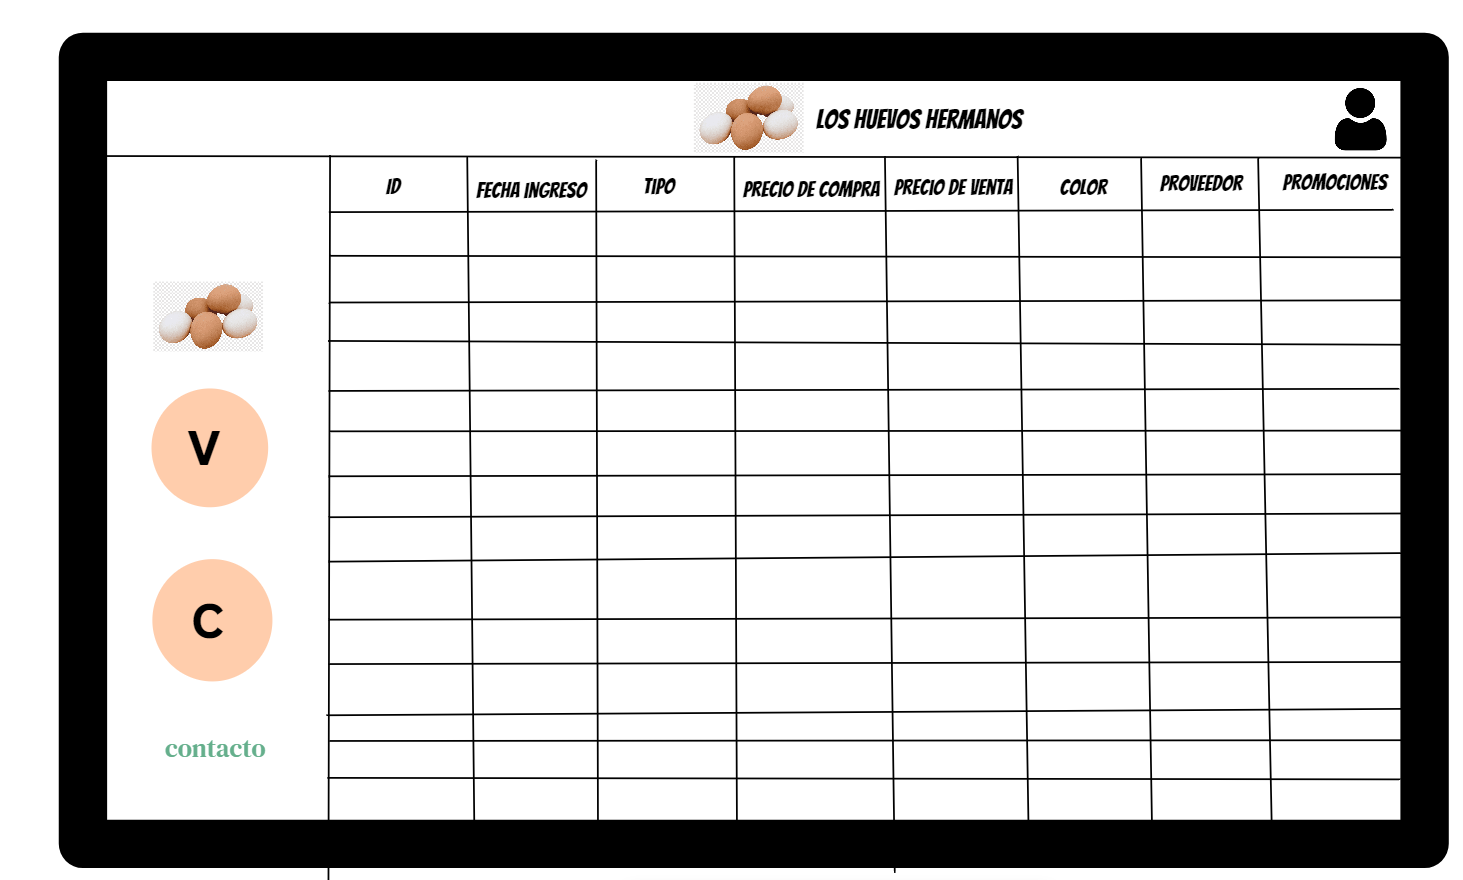 LOS HUEVOS HERMANOS
ID FECHA INGRESO TIPO PRECIO DE COMPRA PRECIO DE VENTA COLOR PROVEEDOR PROMOCIONES
V
C
contacto